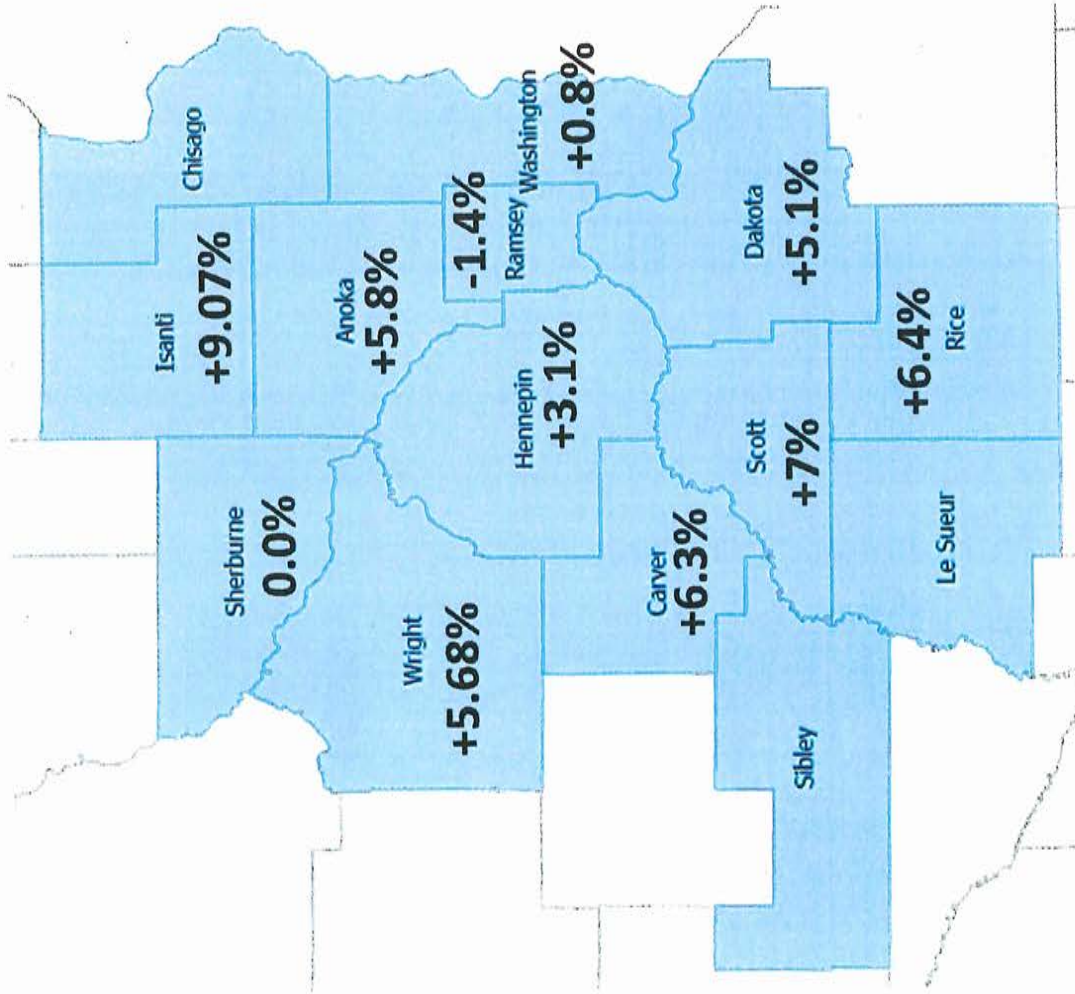 Chisago
Isanti
+9.07%
Sherburne
0.0%
Anoka
+5.8%
-1.4%
Ramsey
Washington
+0.8%
Wright
+5.68%
Hennepin
+3.1%
Carver
+6.3%
Scott
+7%
Dakota
+5.1%
Sibley
Le Sueur
+6.4%
Rice